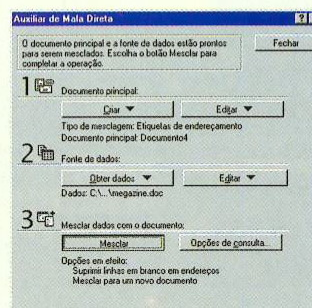 Auxiliar de Mala Direta
O documento principal e a fonte de dados estão prontos
para serem mesclados. Escolha o botão Mesclar para
completar a operação.
Fechar
1 Documento principal:
Criar Editar
Tipo de mesclagem: Etiquetas de endereçamento
Documento principal: Documento4
2 Fonte de dados:
Obter dados Editar
Dados: C:\...\megazine.doc
3 Mesclar dados com o documento:
Mesclar Opções de consulta...
Opções em efeito:
Suprimir linhas em branco em endereços
Mesclar para um novo documento